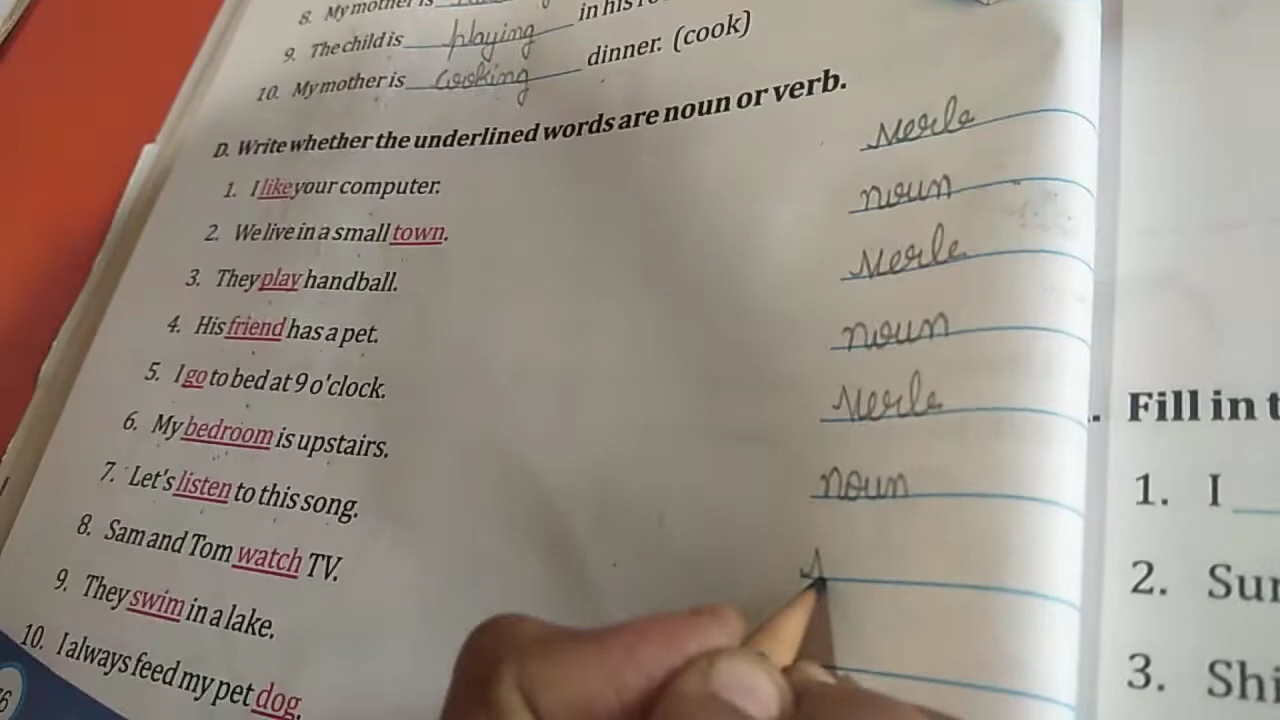 8. My mother is
9. The child is playing in his
10. My mother is cooking dinner. (cook)
D. Write whether the underlined words are noun or verb.
1. I like your computer. Verb
2. We live in a small town. noun
3. They play handball. Verb
4. His friend has a pet. noun
5. I go to bed at 9 o'clock. Verb
6. My bedroom is upstairs. noun
7. Let's listen to this song.
8. Sam and Tom watch TV.
9. They swim in a lake.
10. I always feed my pet dog.
Fill in t
1. I
2. Sur
3. Shi